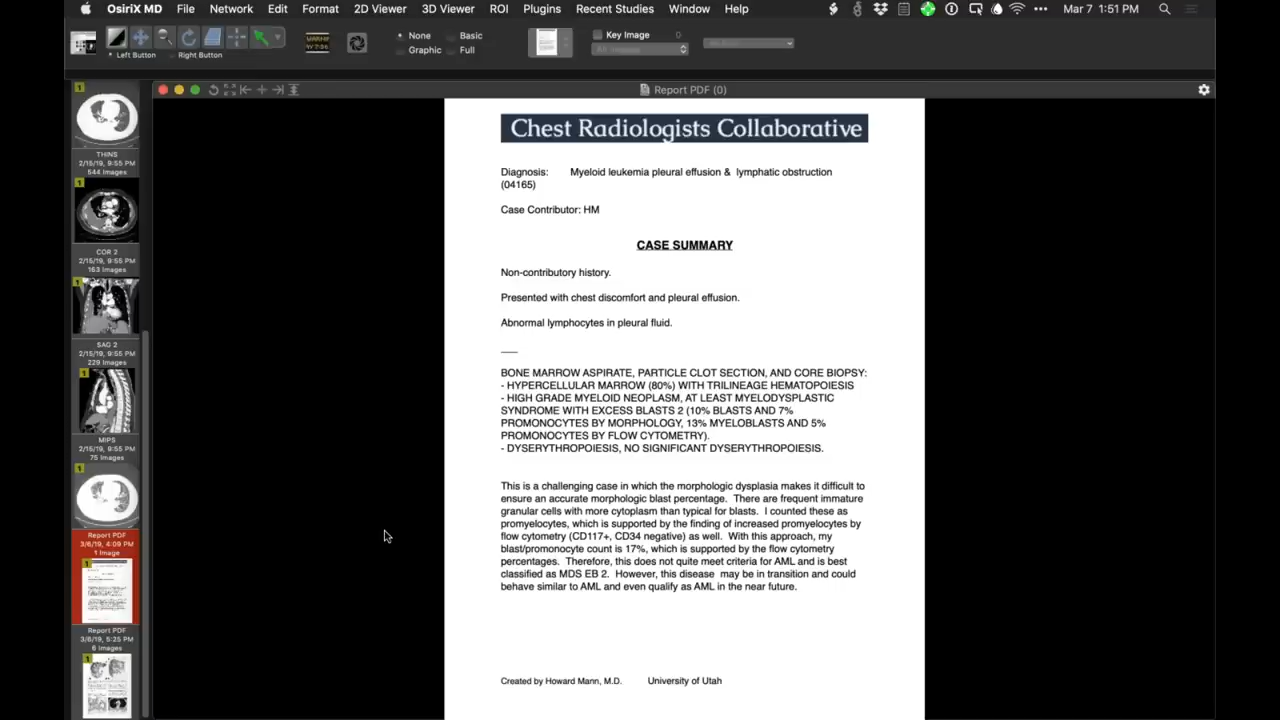 OsiriX MD File Network Edit Format 2D Viewer 3D Viewer ROI Plugins Recent Studies Window Help Mar 7 1:51 PM
None Basic
Graphic Full
Left Button Right Button
Key Image 0
Report PDF (0)
THINS
2/15/19, 9:55 PM
544 Images
COR 2
2/15/19, 9:55 PM
163 Images
SAG 2
2/15/19, 9:55 PM
229 Images
MIPS
2/15/19, 9:55 PM
75 Images
Report PDF
3/6/19, 4:09 PM
1 Image
Report PDF
3/6/19, 5:25 PM
6 Images
Chest Radiologists Collaborative
Diagnosis: Myeloid leukemia pleural effusion & lymphatic obstruction
(04165)
Case Contributor: HM
CASE SUMMARY
Non-contributory history.
Presented with chest discomfort and pleural effusion.
Abnormal lymphocytes in pleural fluid.
BONE MARROW ASPIRATE, PARTICLE CLOT SECTION, AND CORE BIOPSY:
- HYPERCELLULAR MARROW (80%) WITH TRILINEAGE HEMATOPOIESIS
- HIGH GRADE MYELOID NEOPLASM, AT LEAST MYELODYSPLASTIC
SYNDROME WITH EXCESS BLASTS 2 (10% BLASTS AND 7%
PROMONOCYTES BY MORPHOLOGY, 13% MYELOBLASTS AND 5%
PROMONOCYTES BY FLOW CYTOMETRY).
- DYSERYTHROPOIESIS, NO SIGNIFICANT DYSERYTHROPOIESIS.
This is a challenging case in which the morphologic dysplasia makes it difficult to
ensure an accurate morphologic blast percentage. There are frequent immature
granular cells with more cytoplasm than typical for blasts. I counted these as
promyelocytes, which is supported by the finding of increased promyelocytes by
flow cytometry (CD117+, CD34 negative) as well. With this approach, my
blast/promonocyte count is 17%, which is supported by the flow cytometry
percentages. Therefore, this does not quite meet criteria for AML and is best
classified as MDS EB 2. However, this disease may be in transition and could
behave similar to AML and even qualify as AML in the near future.
Created by Howard Mann, M.D. University of Utah